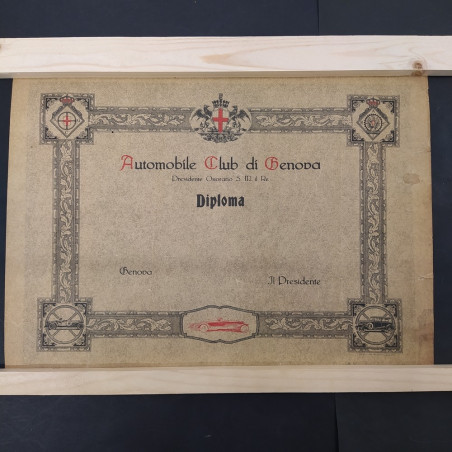 Automobile Club di Genova
Presidente Onorario S. M. il Re
Diploma
Genova
Il Presidente